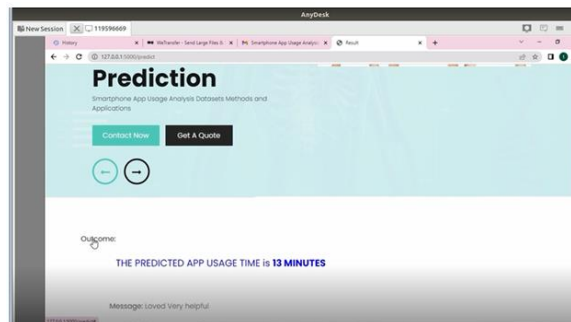 AnyDesk
New Session
119596669
History
WeTransfer - Send Large Files &
Smartphone App Usage Analysis
Result
127.0.0.1:5000/predict
Prediction
Smartphone App Usage Analysis Datasets Methods and
Applications
Contact Now
Get A Quote
Outcome:
THE PREDICTED APP USAGE TIME is 13 MINUTES
Message: Loved Very helpful